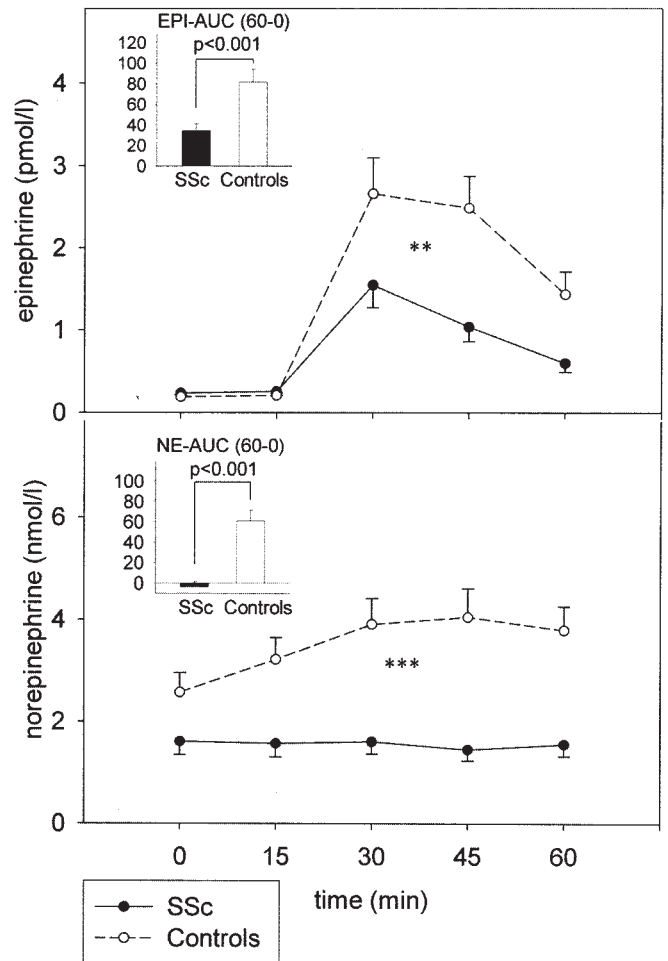 EPI-AUC (60-0)
p<0.001
120
100
80
60
40
20
0
SSc Controls
epinephrine (pmol/l)
4
3
2
1
0
**
NE-AUC (60-0)
p<0.001
100
80
60
40
20
0
SSc Controls
norepinephrine (nmol/l)
6
4
2
0
***
0 15 30 45 60
time (min)
SSc
Controls